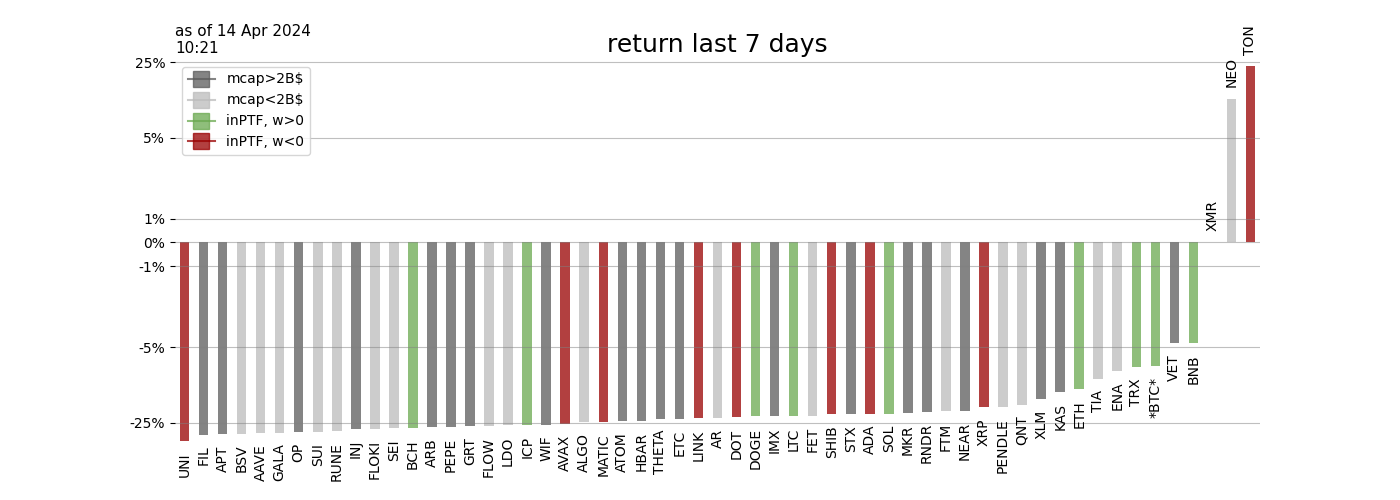 as of 14 Apr 2024
10:21
return last 7 days
25%
5%
1%
0%
-1%
-5%
-25%
mcap>2B$
mcap<2B$
inPTF, w>0
inPTF, w<0
UNI
FIL
APT
BSV
AAVE
GALA
OP
SUI
RUNE
INJ
FLOKI
SEI
BCH
ARB
PEPE
GRT
FLOW
LDO
ICP
WIF
AVAX
ALGO
MATIC
ATOM
HBAR
THETA
ETC
LINK
AR
DOT
DOGE
IMX
LTC
FET
SHIB
STX
ADA
SOL
MKR
RNDR
FTM
NEAR
XRP
PENDLE
QNT
XLM
KAS
ETH
TIA
ENA
TRX
*BTC*
VET
BNB
XMR
NEO
TON